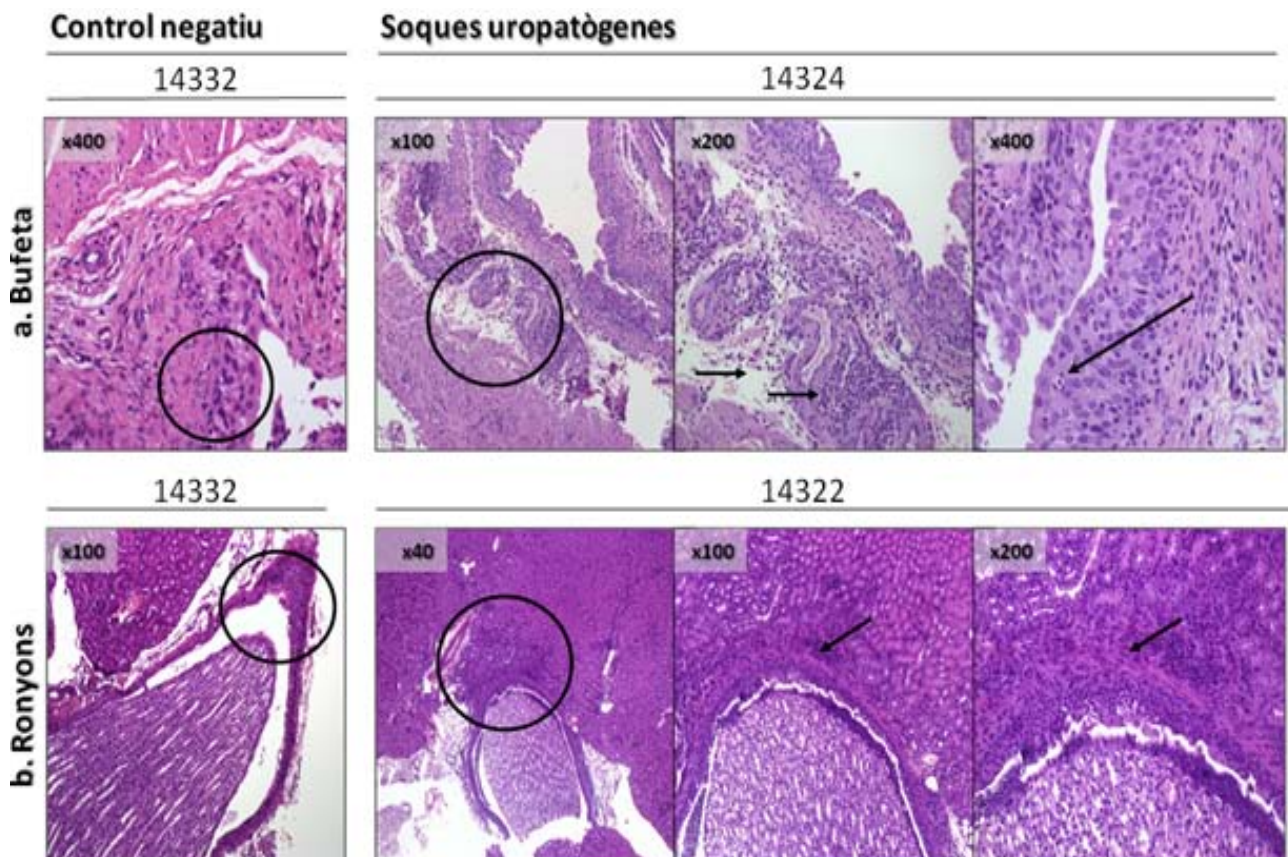 Control negatiu
Soques uropatògenes
14332
14324
a. Bufeta
x400
x100
x200
x400
14332
14322
b. Ronyons
x100
x40
x100
x200